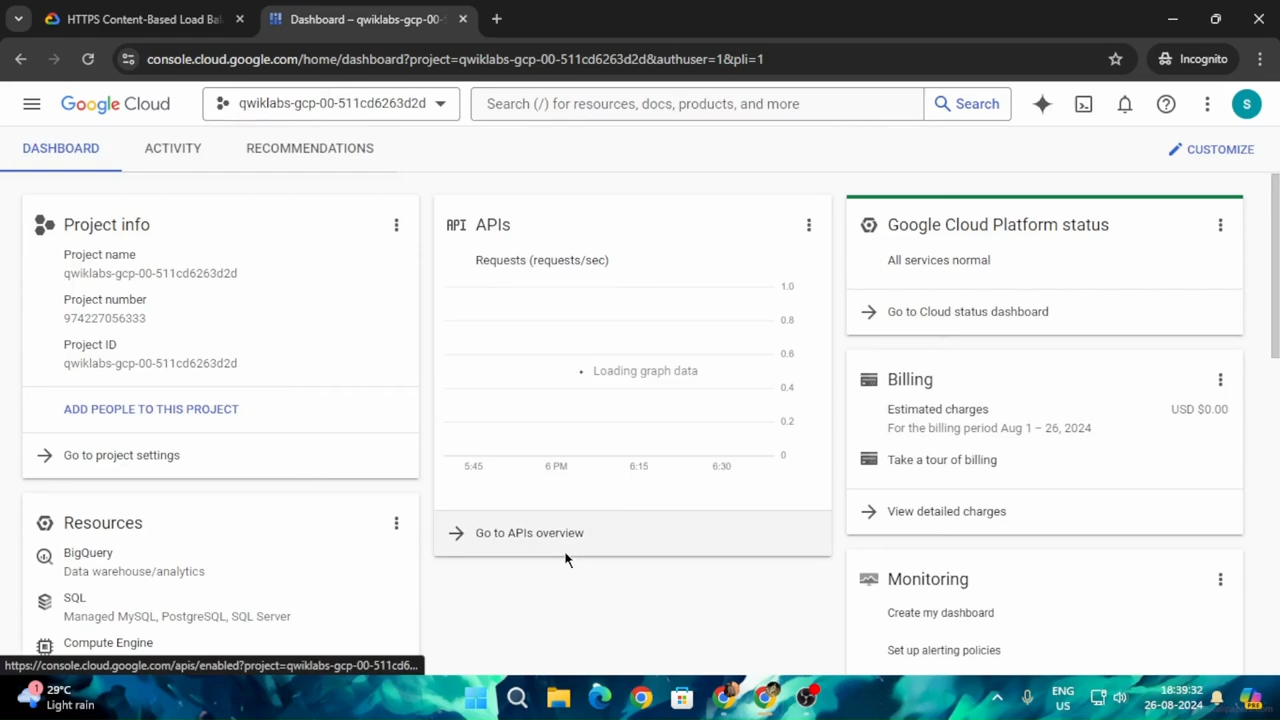 HTTPS Content-Based Load Bal
Dashboard – qwiklabs-gcp-00-
console.cloud.google.com/home/dashboard?project=qwiklabs-gcp-00-511cd6263d2d&authuser=1&pli=1
Incognito
Google Cloud
qwiklabs-gcp-00-511cd6263d2d
Search (/) for resources, docs, products, and more
Search
S
DASHBOARD
ACTIVITY
RECOMMENDATIONS
CUSTOMIZE
Project info
Project name
qwiklabs-gcp-00-511cd6263d2d
Project number
974227056333
Project ID
qwiklabs-gcp-00-511cd6263d2d
ADD PEOPLE TO THIS PROJECT
Go to project settings
Resources
BigQuery
Data warehouse/analytics
SQL
Managed MySQL, PostgreSQL, SQL Server
Compute Engine
API APIs
Requests (requests/sec)
1.0
0.8
0.6
Loading graph data
0.4
0.2
0
5:45 6 PM 6:15 6:30
Go to APIs overview
Google Cloud Platform status
All services normal
Go to Cloud status dashboard
Billing
Estimated charges USD $0.00
For the billing period Aug 1 – 26, 2024
Take a tour of billing
View detailed charges
Monitoring
Create my dashboard
Set up alerting policies
https://console.cloud.google.com/apis/enabled?project=qwiklabs-gcp-00-511cd6...
1
29°C
Light rain
ENG
US
18:39:32
26-08-2024
PRE